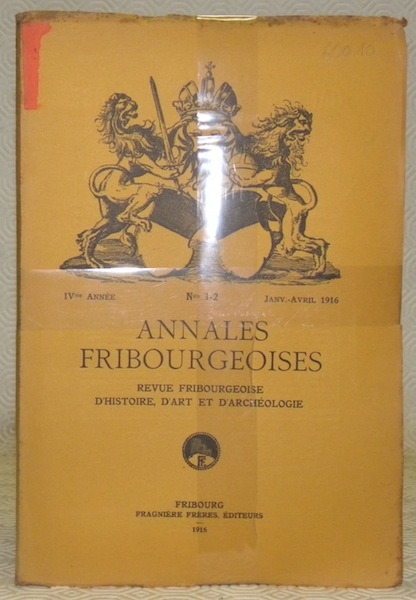 IVme ANNÉE Nos 1-2 JANV.-AVRIL 1916
ANNALES
FRIBOURGEOISES
REVUE FRIBOURGEOISE
D'HISTOIRE, D'ART ET D'ARCHÉOLOGIE
FRIBOURG
FRAGNIÈRE FRÈRES, ÉDITEURS
1916